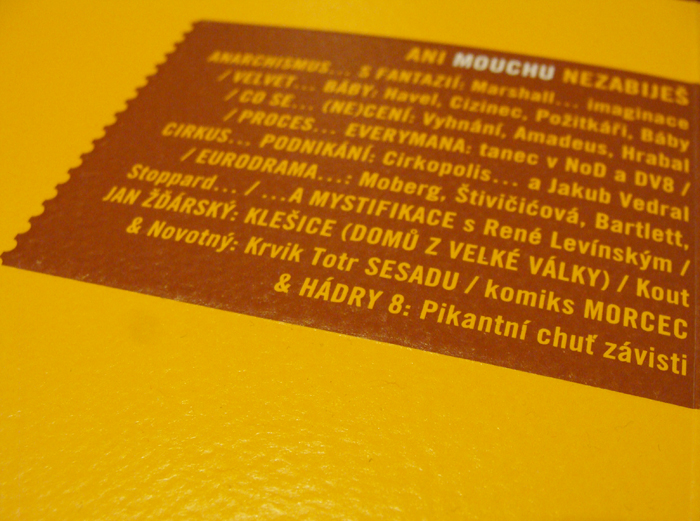 ANI MOUCHU NEZABIJEŠ
ANARCHISMUS... S FANTAZIÍ: Marshall... imaginace
/ VELVET... BÁBY: Havel, Cizinec, Požitkáři, Báby
/ CO SE... (NE)CENÍ: Vyhnání, Amadeus, Hrabal
/ PROCES... EVERYMANA: tanec v NoD a DV8 /
CIRKUS... PODNIKÁNÍ: Cirkopolis... a Jakub Vedral
/ EURODRAMA...: Moberg, Štivičićová, Bartlett,
Stoppard... / ...A MYSTIFIKACE s René Levínským /
JAN ŽĎÁRSKÝ: KLEŠICE (DOMŮ Z VELKÉ VÁLKY) / Kout
& Novotný: Krvik Totr SESADU / komiks MORCEC
& HÁDRY 8: Pikantní chuť závisti